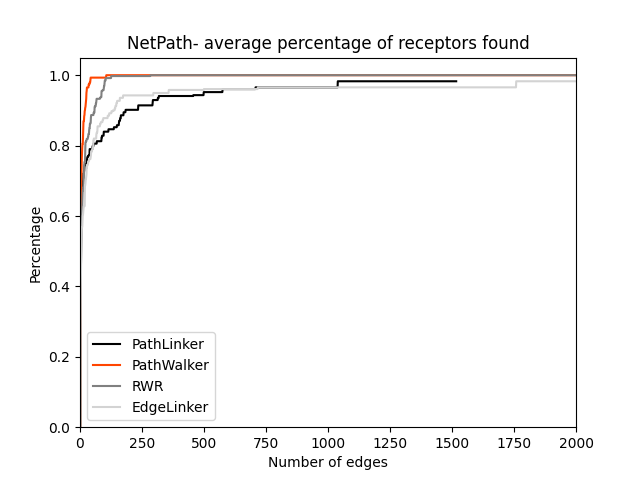 NetPath- average percentage of receptors found
1.0
0.8
0.6
0.4
0.2
0.0
Percentage
PathLinker
PathWalker
RWR
EdgeLinker
0 250 500 750 1000 1250 1500 1750 2000
Number of edges